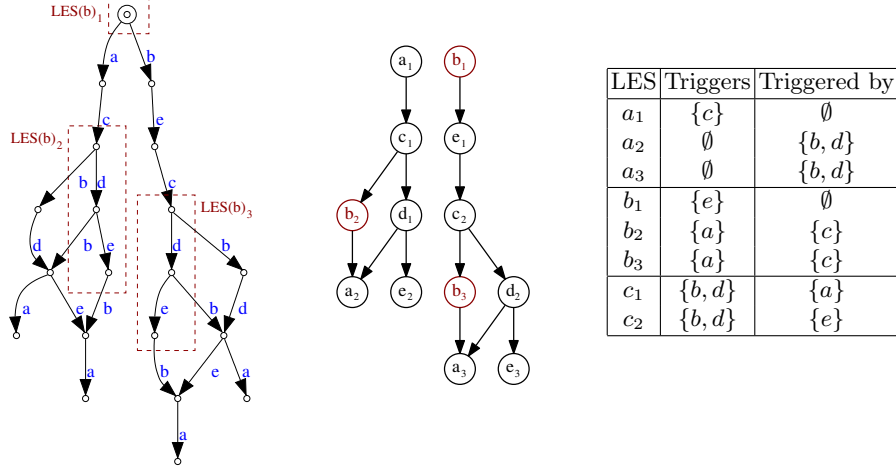 LES(b)₁
a b
c e
LES(b)₂
b d c
LES(b)₃
d b e d b
a e b e b d
a b e a
a
a₁ b₁
c₁ e₁
b₂ d₁ c₂
a₂ e₂ b₃ d₂
a₃ e₃
LES Triggers Triggered by
a₁ {c} ∅
a₂ ∅ {b, d}
a₃ ∅ {b, d}
b₁ {e} ∅
b₂ {a} {c}
b₃ {a} {c}
c₁ {b, d} {a}
c₂ {b, d} {e}